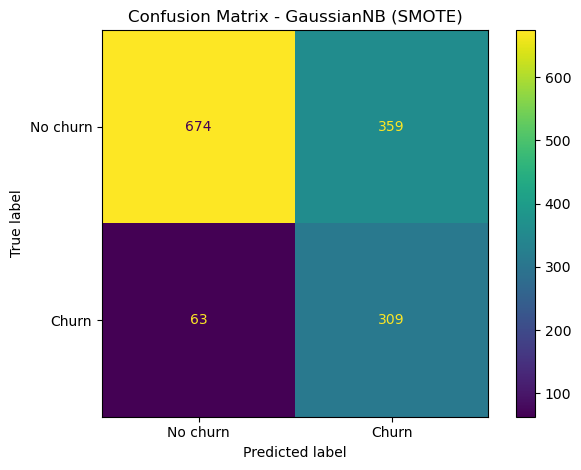 Confusion Matrix - GaussianNB (SMOTE)
True label
No churn
674
359
Churn
63
309
No churn
Churn
Predicted label
600
500
400
300
200
100